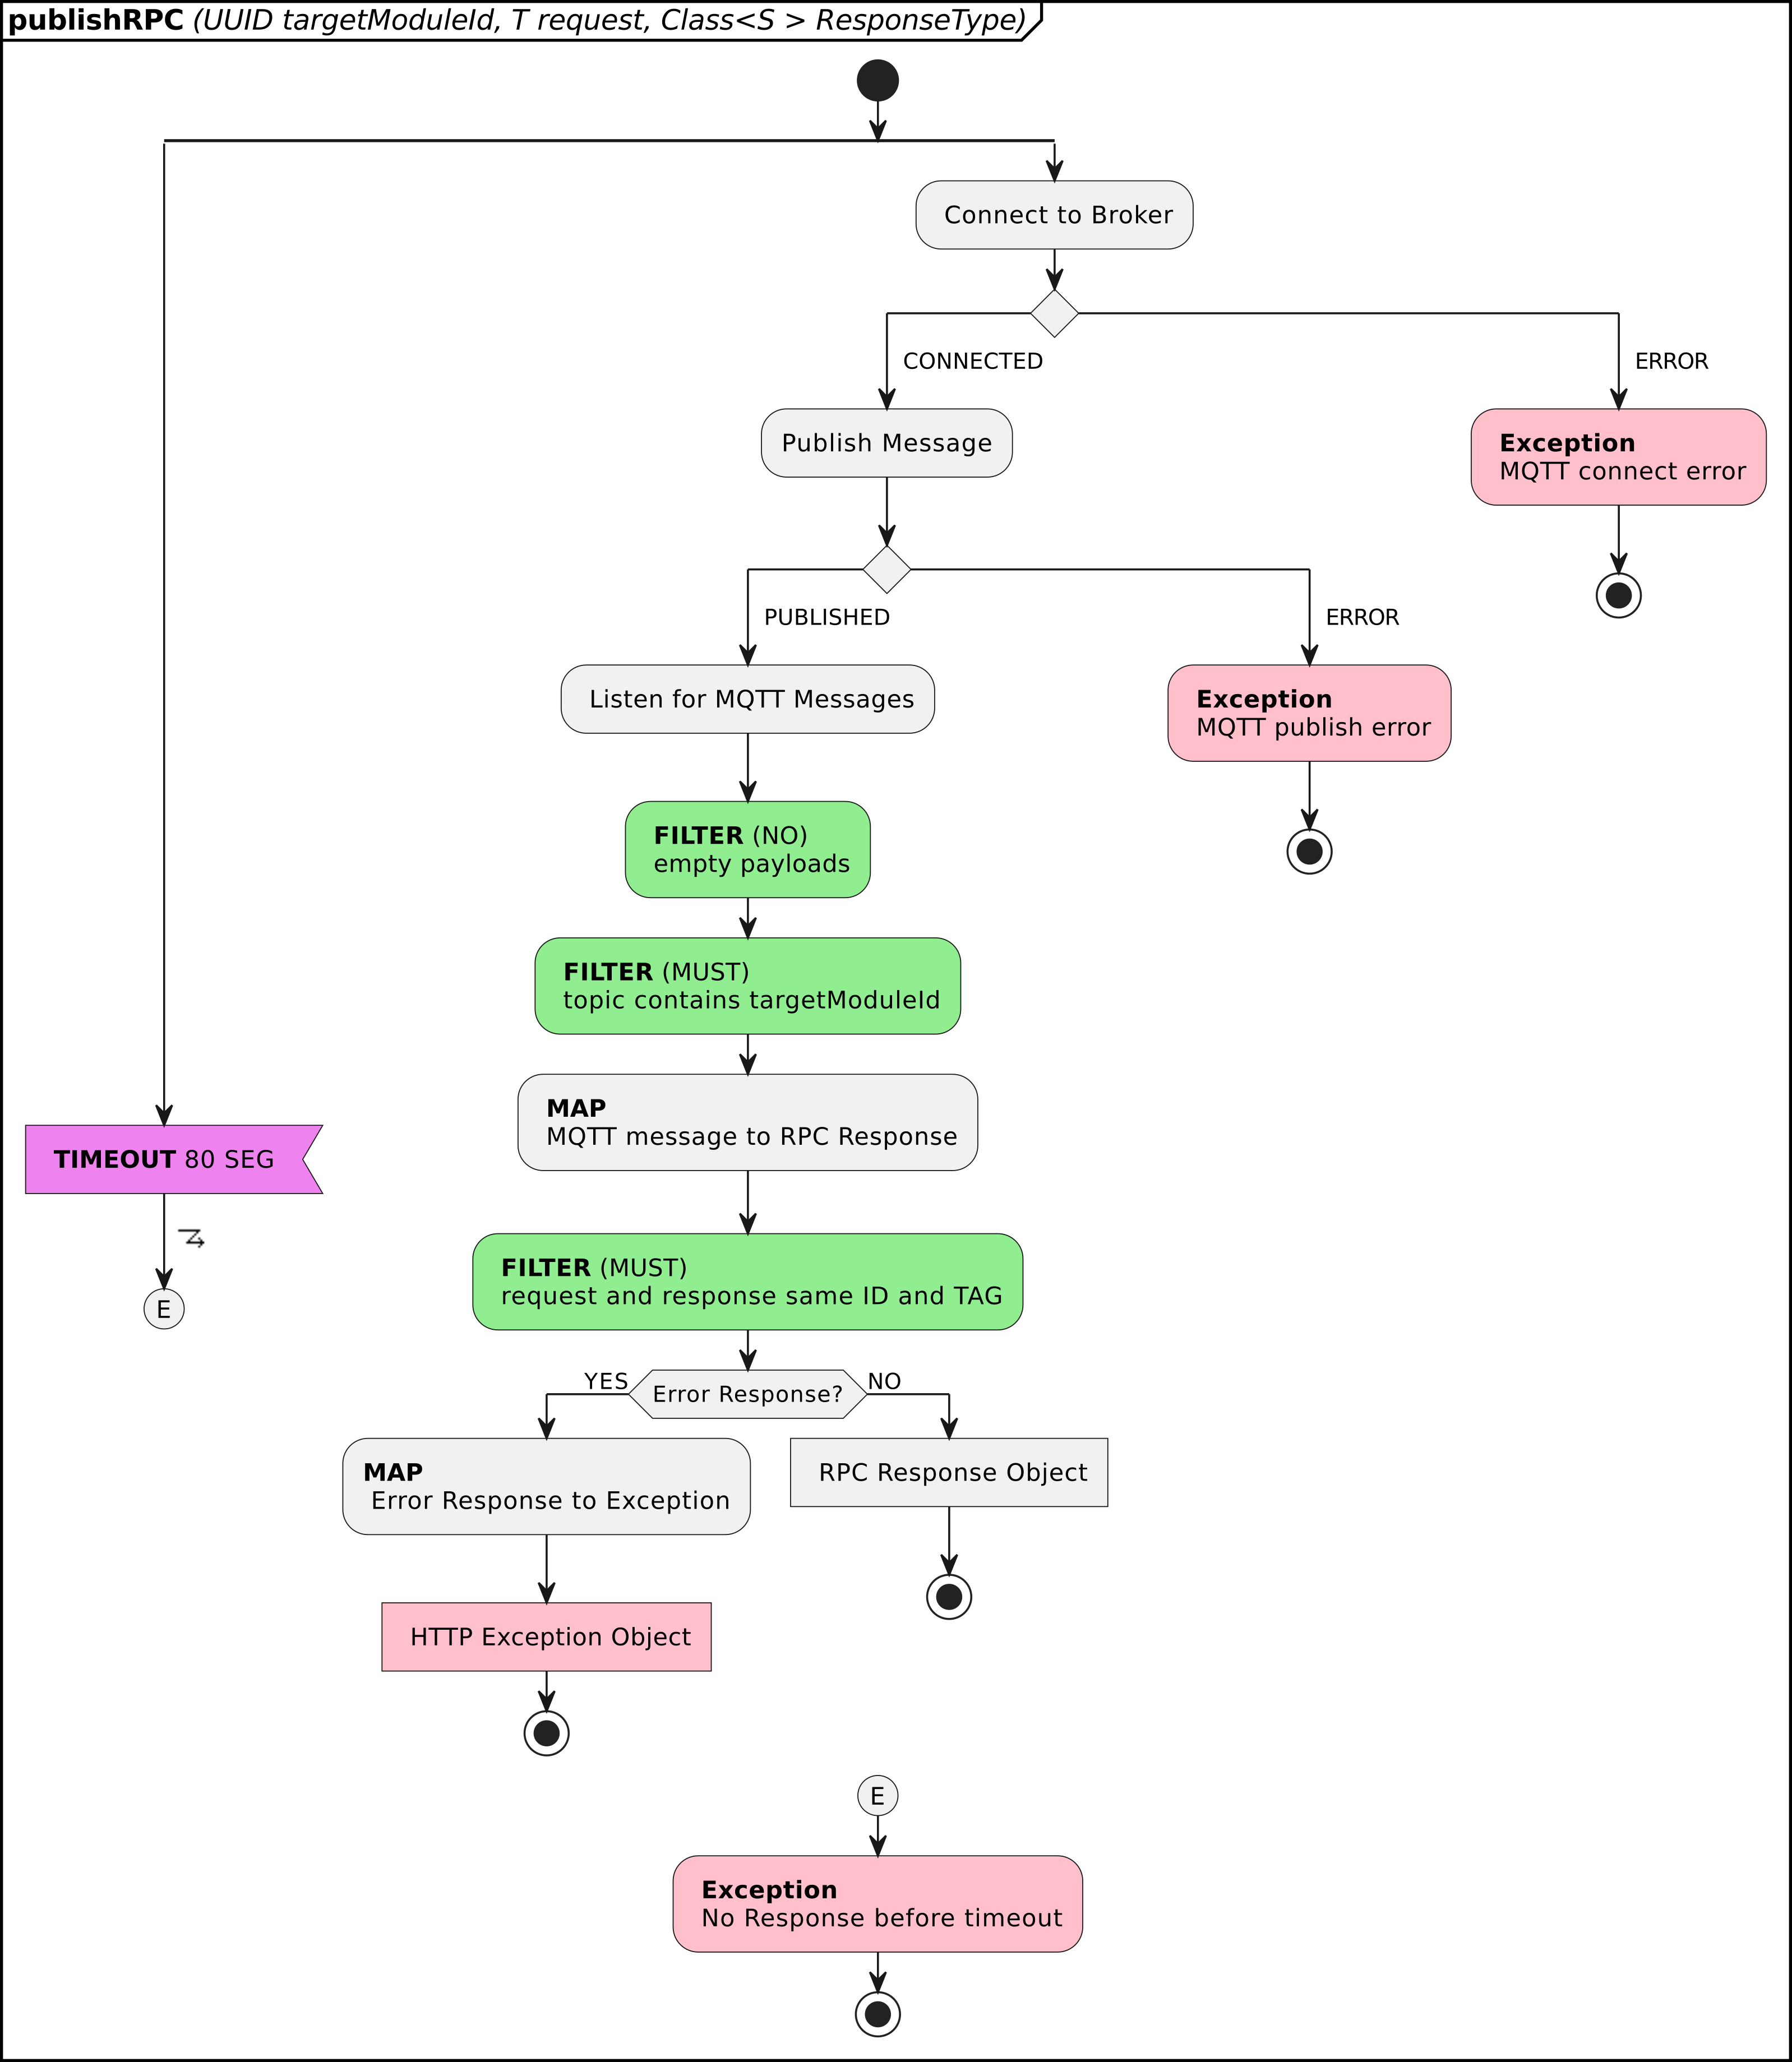 publishRPC (UUID targetModuleId, T request, Class<S > ResponseType)
Connect to Broker
CONNECTED
ERROR
Publish Message
Exception
MQTT connect error
PUBLISHED
ERROR
Listen for MQTT Messages
Exception
MQTT publish error
FILTER (NO)
empty payloads
FILTER (MUST)
topic contains targetModuleId
MAP
MQTT message to RPC Response
TIMEOUT 80 SEG
E
FILTER (MUST)
request and response same ID and TAG
YES
Error Response?
NO
MAP
Error Response to Exception
RPC Response Object
HTTP Exception Object
E
Exception
No Response before timeout